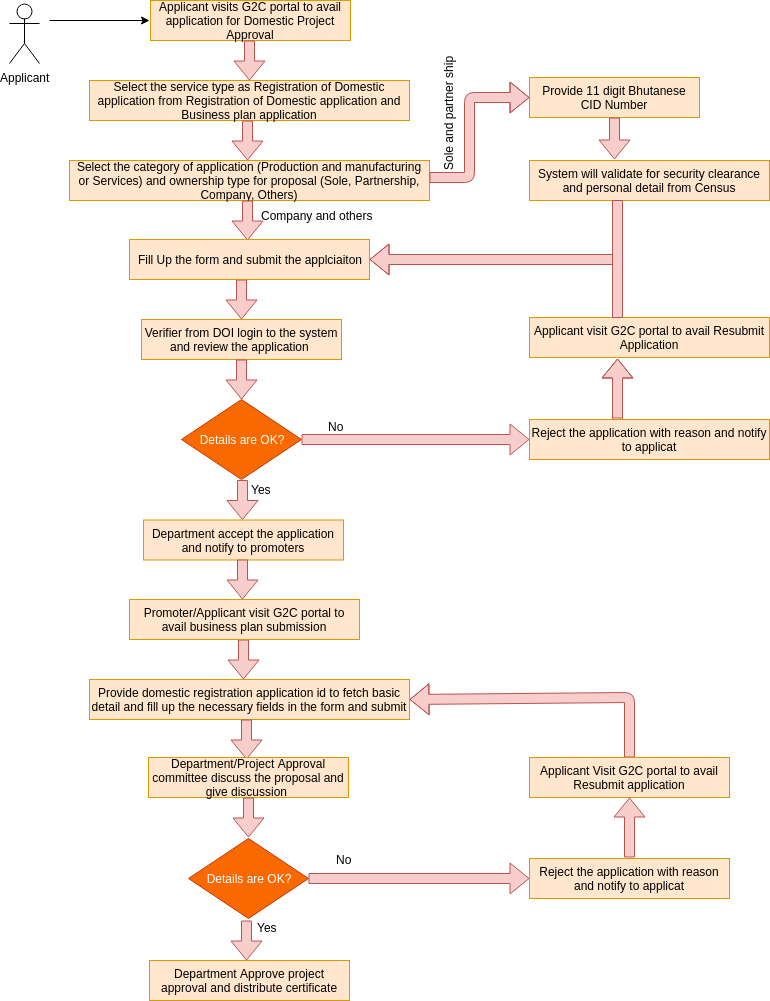 Applicant
Applicant visits G2C portal to avail
application for Domestic Project
Approval
Select the service type as Registration of Domestic
application from Registration of Domestic application and
Business plan application
Select the category of application (Production and manufacturing
or Services) and ownership type for proposal (Sole, Partnership,
Company, Others)
Sole and partner ship
Provide 11 digit Bhutanese
CID Number
System will validate for security clearance
and personal detail from Census
Company and others
Fill Up the form and submit the applciaiton
Verifier from DOI login to the system
and review the application
Applicant visit G2C portal to avail Resubmit
Application
Details are OK?
No
Reject the application with reason and notify
to applicat
Yes
Department accept the application
and notify to promoters
Promoter/Applicant visit G2C portal to
avail business plan submission
Provide domestic registration application id to fetch basic
detail and fill up the necessary fields in the form and submit
Department/Project Approval
committee discuss the proposal and
give discussion
Applicant Visit G2C portal to avail
Resubmit application
Details are OK?
No
Reject the application with reason
and notify to applicat
Yes
Department Approve project
approval and distribute certificate